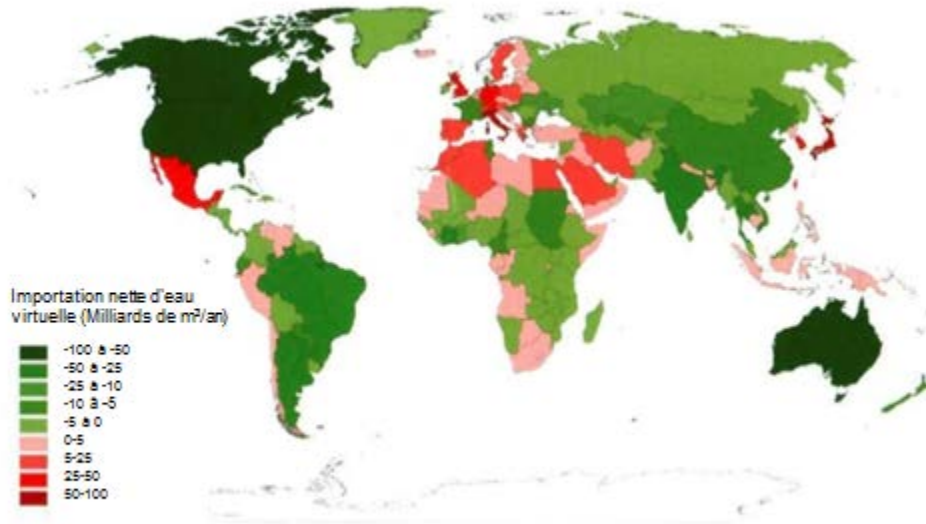 Importation nette d'eau
virtuelle (Milliards de m³/an)
-100 à -50
-50 à -25
-25 à -10
-10 à -5
-5 à 0
0-5
5-25
25-50
50-100